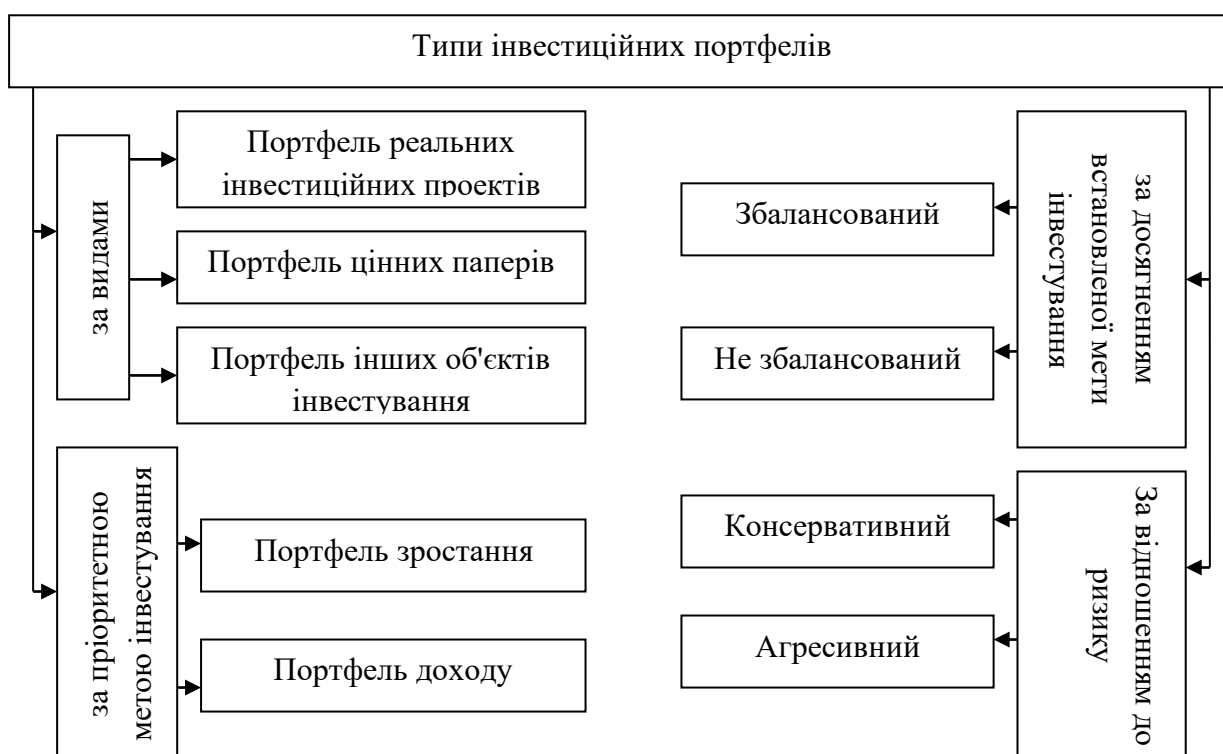 Типи інвестиційних портфелів
за видами
Портфель реальних
інвестиційних проектів
Портфель цінних паперів
Портфель інших об'єктів
інвестування
за пріоритетною
метою інвестування
Портфель зростання
Портфель доходу
за досягненням
встановленої мети
інвестування
Збалансований
Не збалансований
За відношенням до
ризику
Консервативний
Агресивний